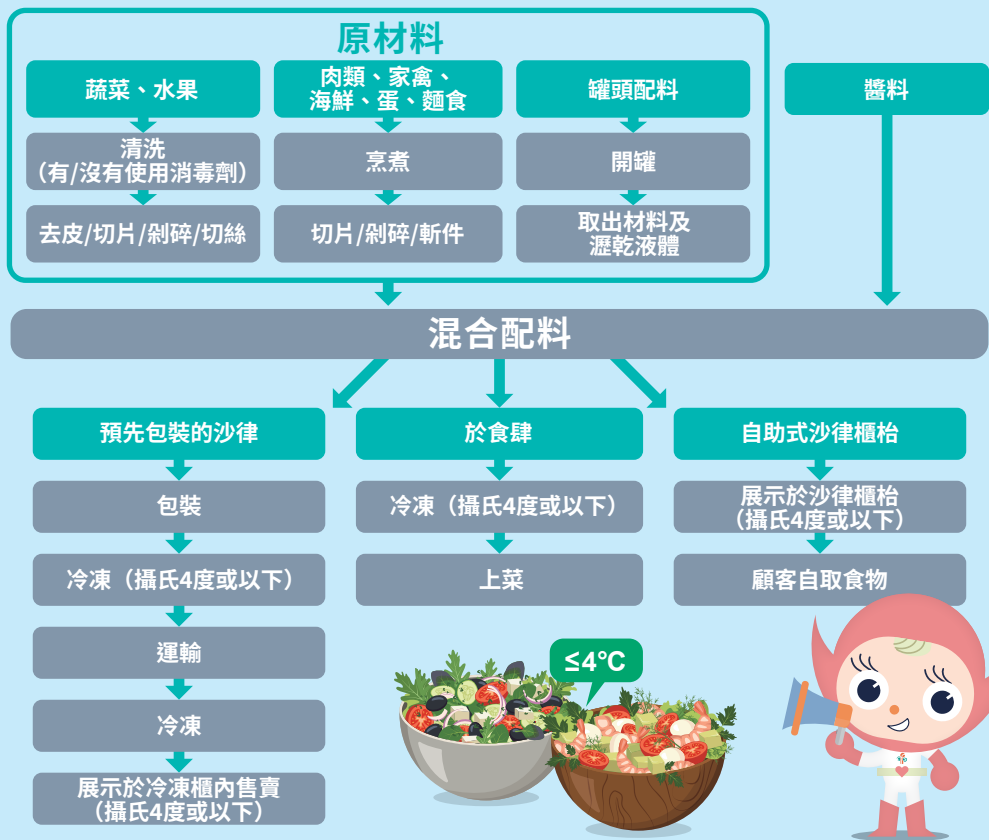 原材料
蔬菜、水果
清洗
（有/沒有使用消毒劑）
去皮/切片/剁碎/切絲
肉類、家禽、
海鮮、蛋、麵食
烹煮
切片/剁碎/斬件
罐頭配料
開罐
取出材料及
瀝乾液體
醬料
混合配料
預先包裝的沙律
包裝
冷凍（攝氏4度或以下）
運輸
冷凍
展示於冷凍櫃內售賣
（攝氏4度或以下）
於食肆
冷凍（攝氏4度或以下）
上菜
自助式沙律櫃枱
展示於沙律櫃枱
（攝氏4度或以下）
顧客自取食物
≤4°C